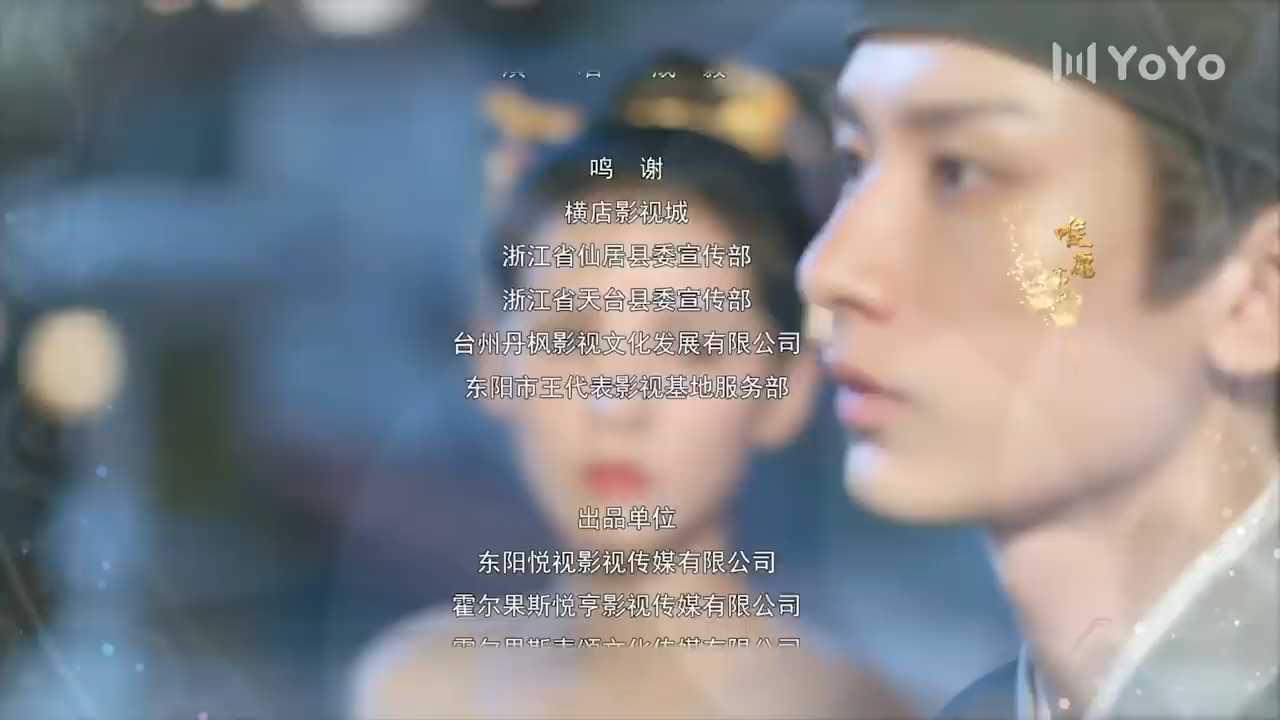 YoYo
鸣 谢
横店影视城
浙江省仙居县委宣传部
浙江省天台县委宣传部
台州丹枫影视文化发展有限公司
东阳市王代表影视基地服务部
出品单位
东阳悦视影视传媒有限公司
霍尔果斯悦亨影视传媒有限公司